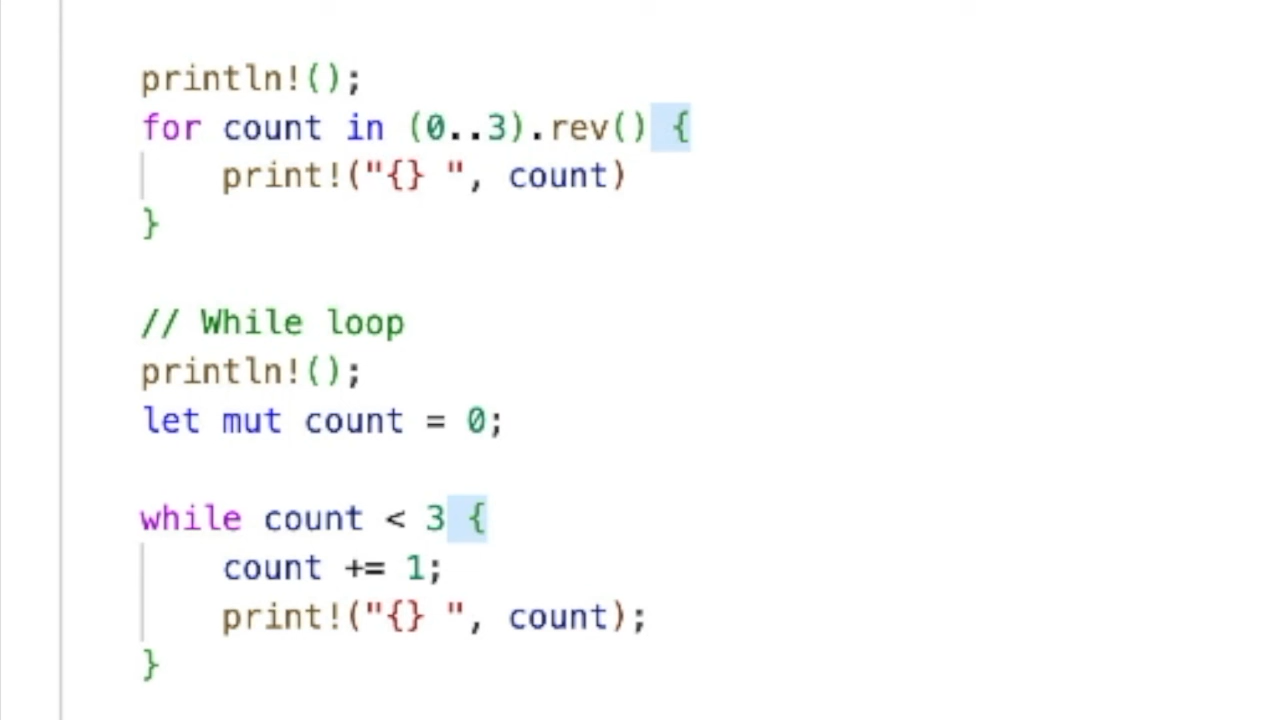 println!();
for count in (0..3).rev() {
    print!("{} ", count)
}
// While loop
println!();
let mut count = 0;
while count < 3 {
    count += 1;
    print!("{} ", count);
}